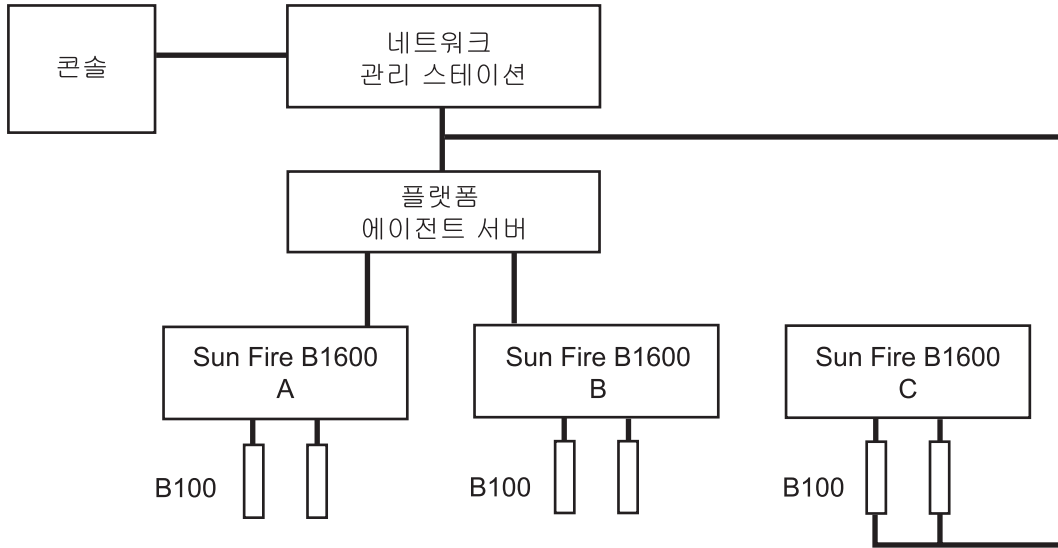 콘솔
네트워크
관리 스테이션
플랫폼
에이전트 서버
Sun Fire B1600
A
Sun Fire B1600
B
Sun Fire B1600
C
B100
B100
B100